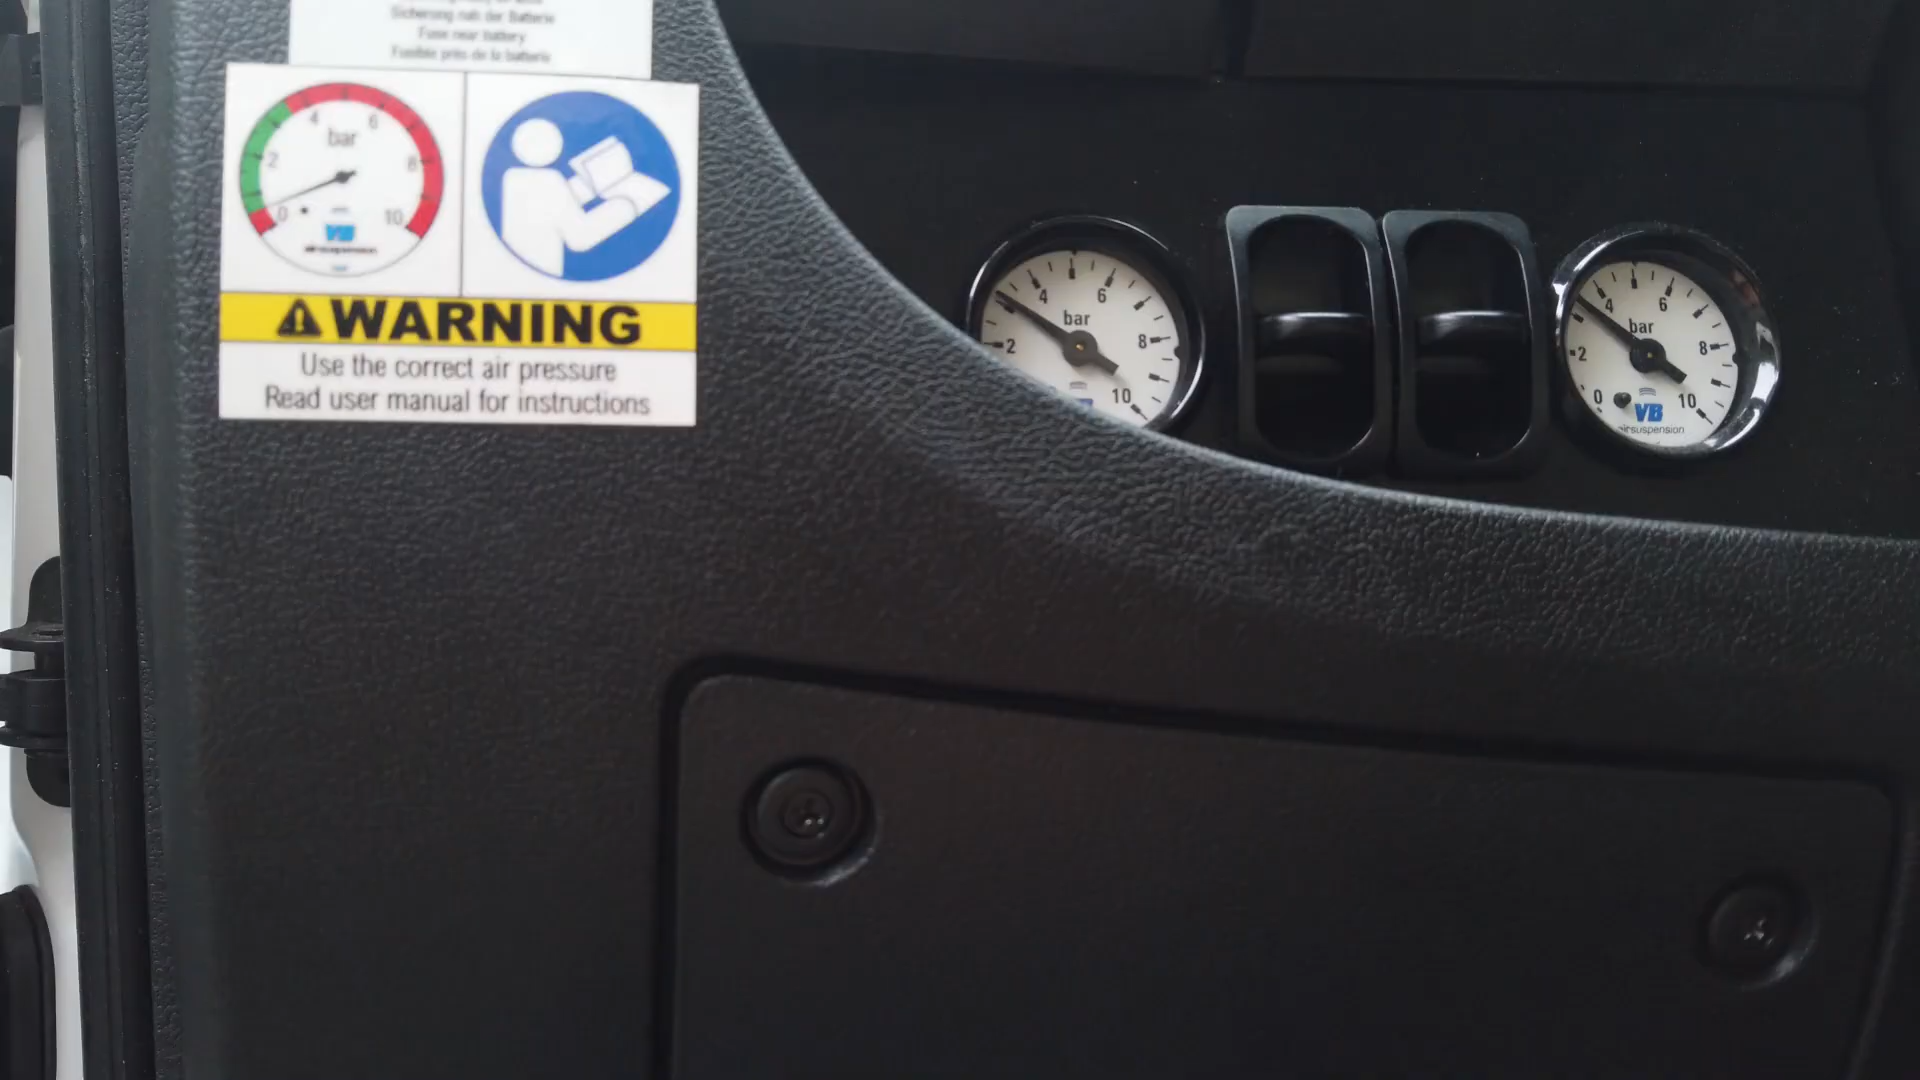 Sicherung nah der Batterie
Fuse near battery
Fusible près de la batterie
0 2 4 6 8 10
bar
VB
airsuspension
WARNING
Use the correct air pressure
Read user manual for instructions
2 4 6 8 10
bar
0 2 4 6 8 10
bar
VB
airsuspension